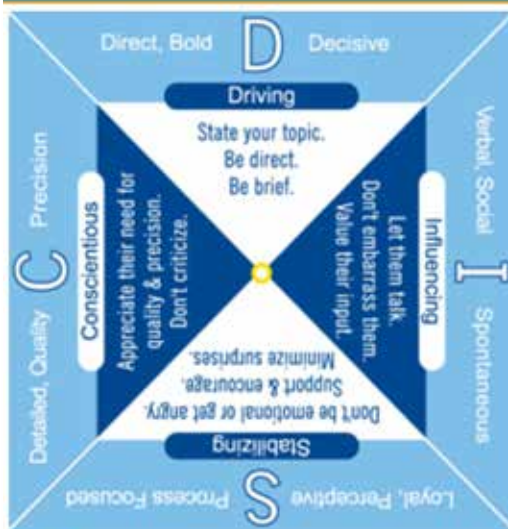 Direct, Bold D Decisive
Driving
State your topic.
Be direct.
Be brief.
Verbal, Social I Spontaneous
Influencing
Let them talk.
Don't embarrass them.
Value their input.
Loyal, Perceptive S Process Focused
Stabilizing
Don't be emotional or get angry.
Support & encourage.
Minimize surprises.
Detailed, Quality C Precision
Conscientious
Appreciate their need for
quality & precision.
Don't criticize.